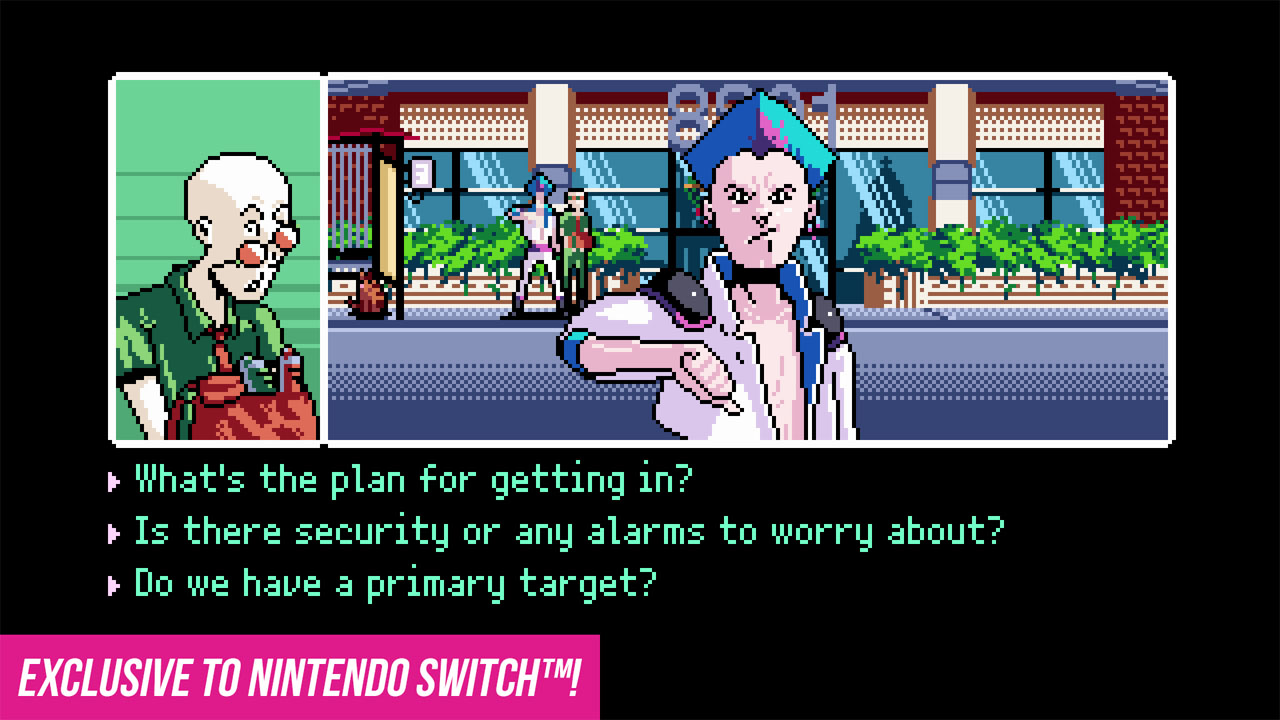 What's the plan for getting in?
Is there security or any alarms to worry about?
Do we have a primary target?
EXCLUSIVE TO NINTENDO SWITCH™!